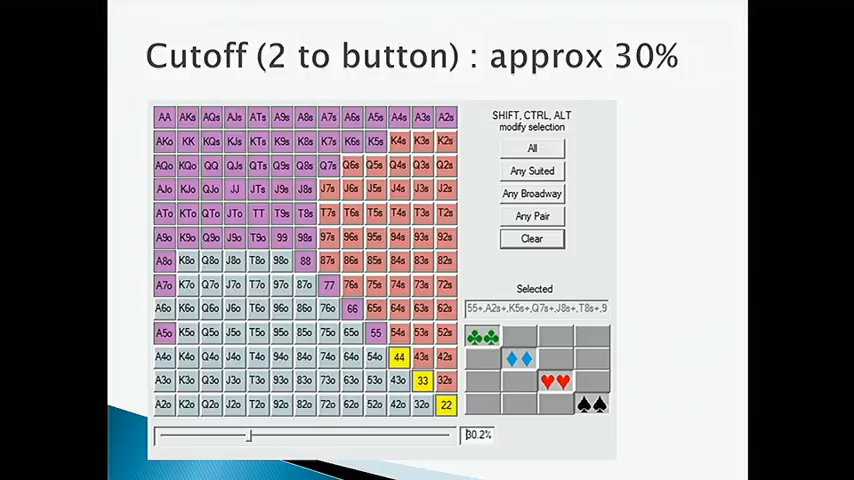 Cutoff (2 to button) : approx 30%
AA AKs AQs AJs ATs A9s A8s A7s A6s A5s A4s A3s A2s
AKo KK KQs KJs KTs K9s K8s K7s K6s K5s K4s K3s K2s
AQo KQo QQ QJs QTs Q9s Q8s Q7s Q6s Q5s Q4s Q3s Q2s
AJo KJo QJo JJ JTs J9s J8s J7s J6s J5s J4s J3s J2s
ATo KTo QTo JTo TT T9s T8s T7s T6s T5s T4s T3s T2s
A9o K9o Q9o J9o T9o 99 98s 97s 96s 95s 94s 93s 92s
A8o K8o Q8o J8o T8o 98o 88 87s 86s 85s 84s 83s 82s
A7o K7o Q7o J7o T7o 97o 87o 77 76s 75s 74s 73s 72s
A6o K6o Q6o J6o T6o 96o 86o 76o 66 65s 64s 63s 62s
A5o K5o Q5o J5o T5o 95o 85o 75o 65o 55 54s 53s 52s
A4o K4o Q4o J4o T4o 94o 84o 74o 64o 54o 44 43s 42s
A3o K3o Q3o J3o T3o 93o 83o 73o 63o 53o 43o 33 32s
A2o K2o Q2o J2o T2o 92o 82o 72o 62o 52o 42o 32o 22
30.2%
SHIFT, CTRL, ALT
modify selection
All
Any Suited
Any Broadway
Any Pair
Clear
Selected
55+,A2s+,K5s+,Q7s+,J8s+,T8s+,9